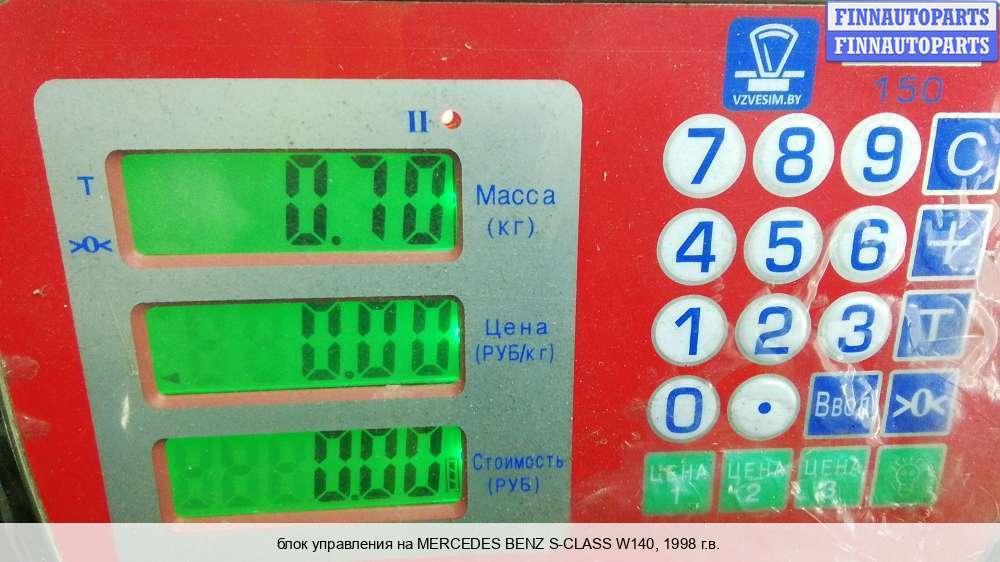 FINNAUTOPARTS
FINNAUTOPARTS
VZVESIM.BY
150
II
T
0.70
Масса
(кг)
>0<
0.00
Цена
(РУБ/кг)
0.00
Стоимость
(РУБ)
7 8 9 C
4 5 6
1 2 3 T
0 . Ввод >0<
ЦЕНА 1 ЦЕНА 2 ЦЕНА 3
блок управления на MERCEDES BENZ S-CLASS W140, 1998 г.в.